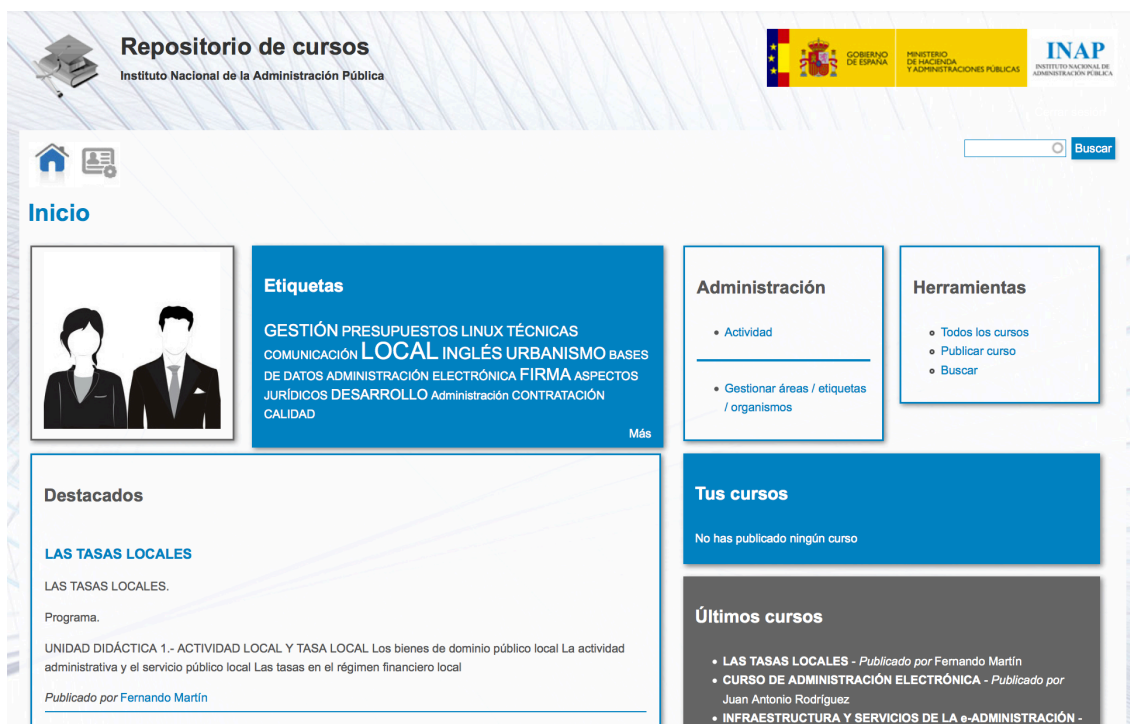 Repositorio de cursos
Instituto Nacional de la Administración Pública
GOBIERNO
DE ESPAÑA
MINISTERIO
DE HACIENDA
Y ADMINISTRACIONES PÚBLICAS
INAP
INSTITUTO NACIONAL DE
ADMINISTRACIÓN PÚBLICA
Buscar
Inicio
Etiquetas
GESTIÓN PRESUPUESTOS LINUX TÉCNICAS
COMUNICACIÓN LOCAL INGLÉS URBANISMO BASES
DE DATOS ADMINISTRACIÓN ELECTRÓNICA FIRMA ASPECTOS
JURÍDICOS DESARROLLO Administración CONTRATACIÓN
CALIDAD
Más
Administración
Actividad
Gestionar áreas / etiquetas
/ organismos
Herramientas
Todos los cursos
Publicar curso
Buscar
Destacados
LAS TASAS LOCALES
LAS TASAS LOCALES.
Programa.
UNIDAD DIDÁCTICA 1.- ACTIVIDAD LOCAL Y TASA LOCAL Los bienes de dominio público local La actividad
administrativa y el servicio público local Las tasas en el régimen financiero local
Publicado por Fernando Martín
Tus cursos
No has publicado ningún curso
Últimos cursos
LAS TASAS LOCALES - Publicado por Fernando Martín
CURSO DE ADMINISTRACIÓN ELECTRÓNICA - Publicado por
Juan Antonio Rodríguez
INFRAESTRUCTURA Y SERVICIOS DE LA e-ADMINISTRACIÓN -